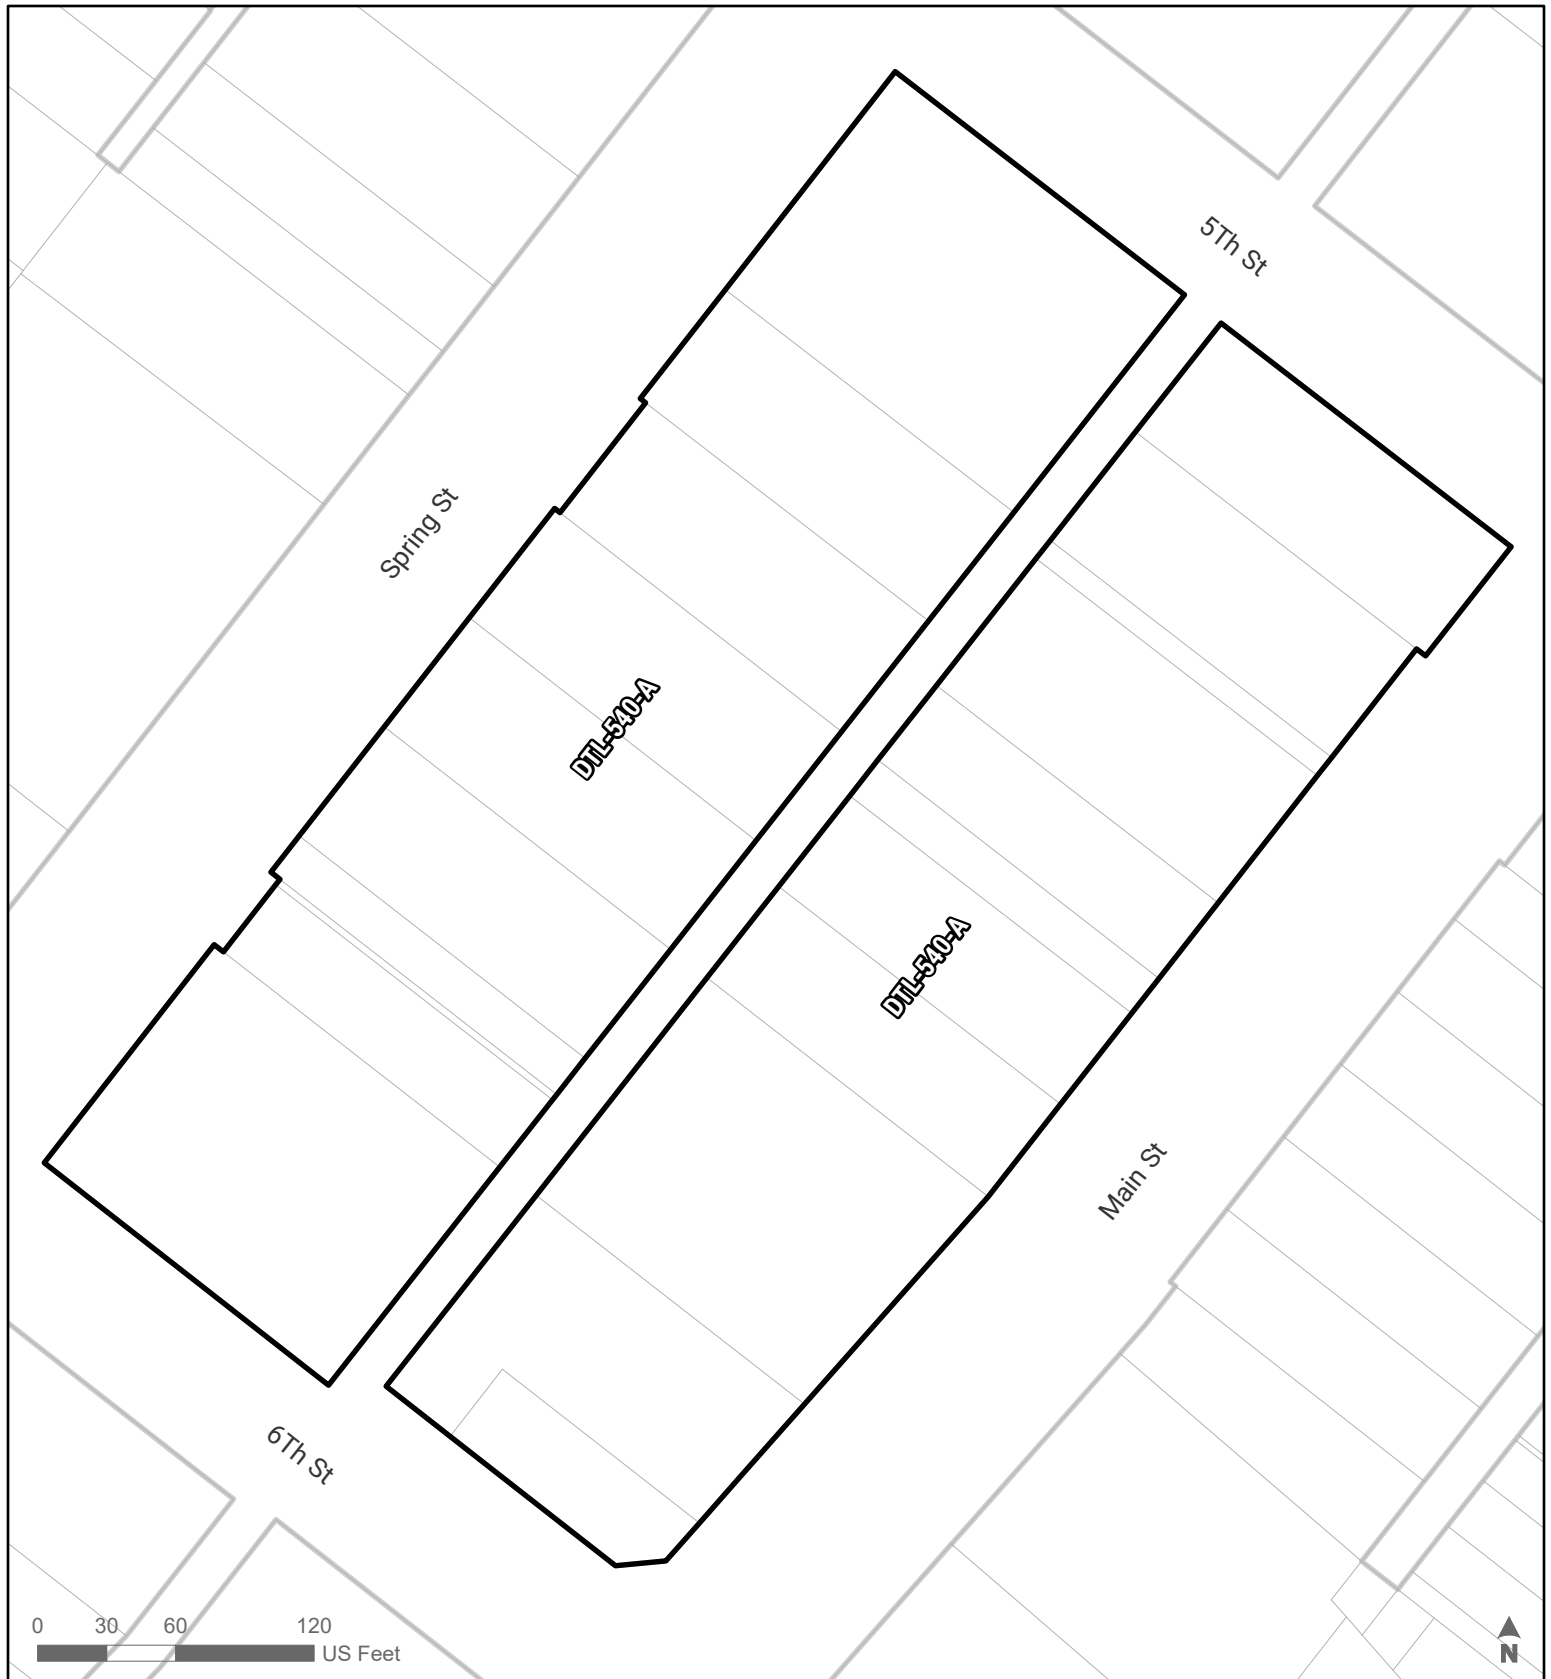 5Th St
Spring St
DTL-540-A
DTL-540-A
Main St
6Th St
0 30 60 120
US Feet
N